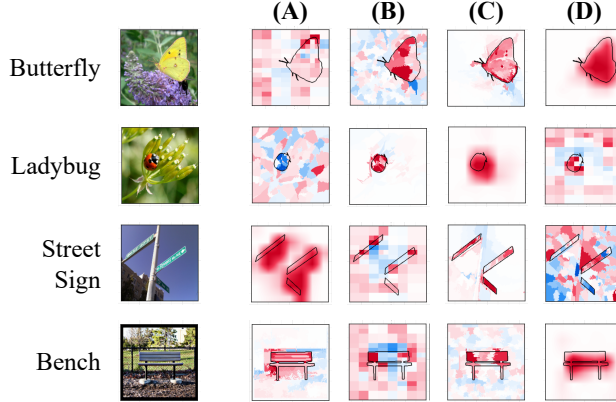 (A) (B) (C) (D)
Butterfly
Ladybug
Street
Sign
Bench